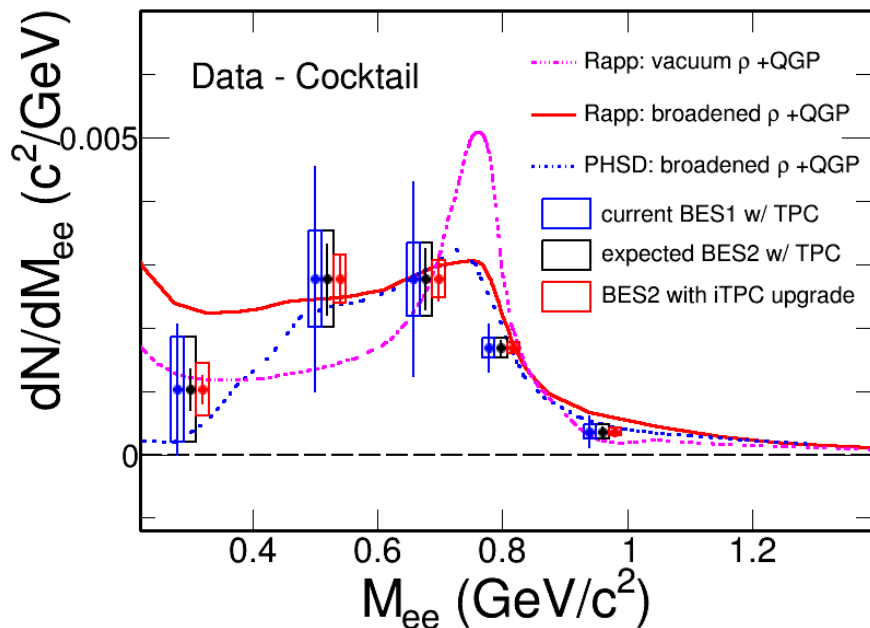 Data - Cocktail
Rapp: vacuum ρ +QGP
Rapp: broadened ρ +QGP
PHSD: broadened ρ +QGP
current BES1 w/ TPC
expected BES2 w/ TPC
BES2 with iTPC upgrade
dN/dM_ee (c²/GeV)
0.005
0
0.4 0.6 0.8 1 1.2
M_ee (GeV/c²)